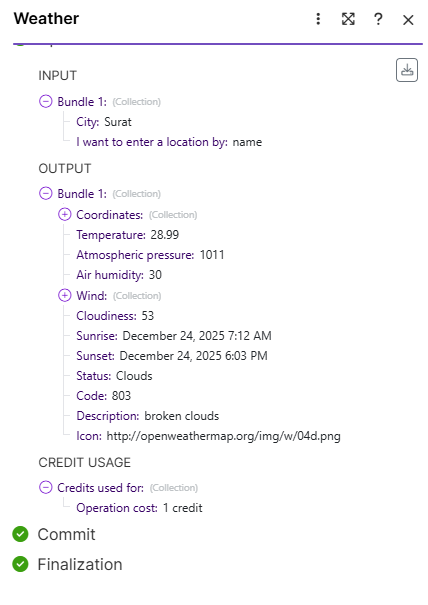 Weather
INPUT
Bundle 1: (Collection)
City: Surat
I want to enter a location by: name
OUTPUT
Bundle 1: (Collection)
Coordinates: (Collection)
Temperature: 28.99
Atmospheric pressure: 1011
Air humidity: 30
Wind: (Collection)
Cloudiness: 53
Sunrise: December 24, 2025 7:12 AM
Sunset: December 24, 2025 6:03 PM
Status: Clouds
Code: 803
Description: broken clouds
Icon: http://openweathermap.org/img/w/04d.png
CREDIT USAGE
Credits used for: (Collection)
Operation cost: 1 credit
Commit
Finalization